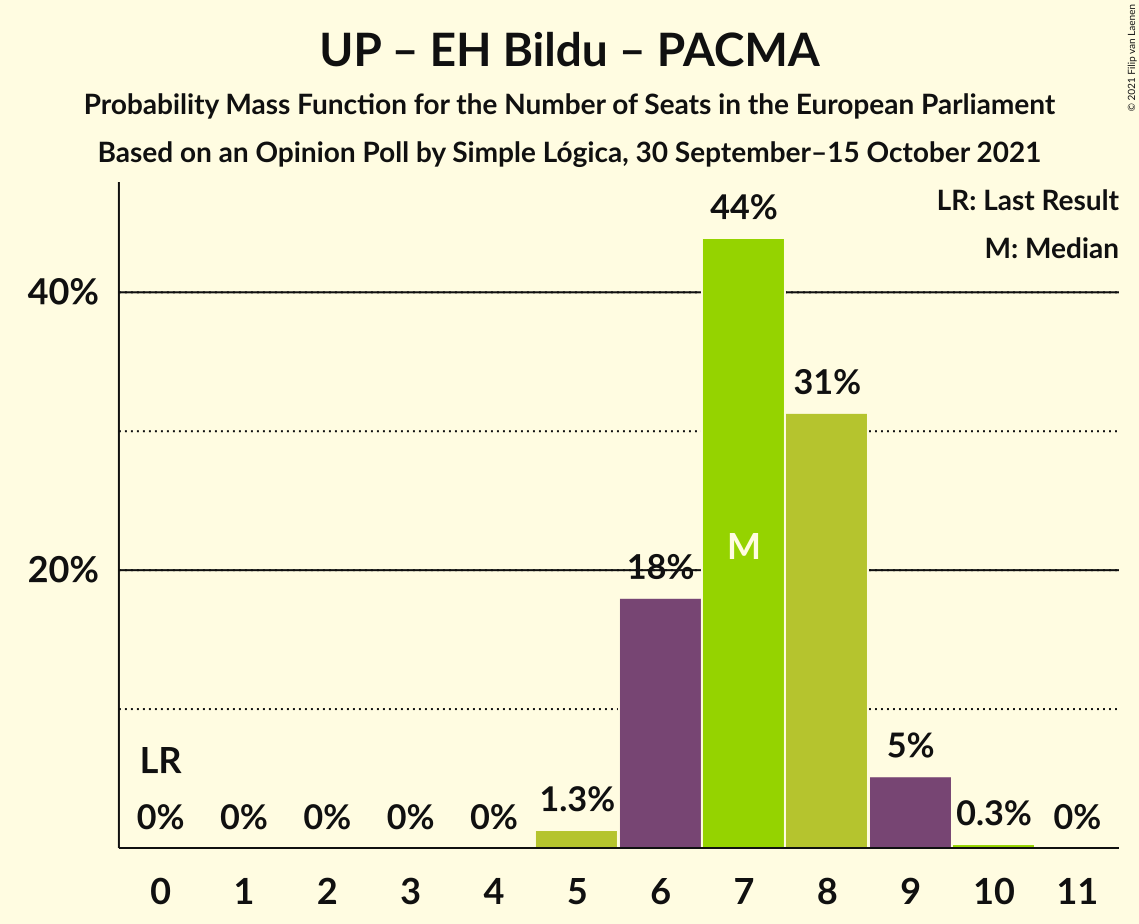 UP – EH Bildu – PACMA
Probability Mass Function for the Number of Seats in the European Parliament
Based on an Opinion Poll by Simple Lógica, 30 September–15 October 2021
© 2021 Filip van Laenen
LR: Last Result
M: Median
44%
40%
31%
M
20%
18%
LR
5%
0% 0% 0% 0% 0% 1.3% 0.3% 0%
0 1 2 3 4 5 6 7 8 9 10 11